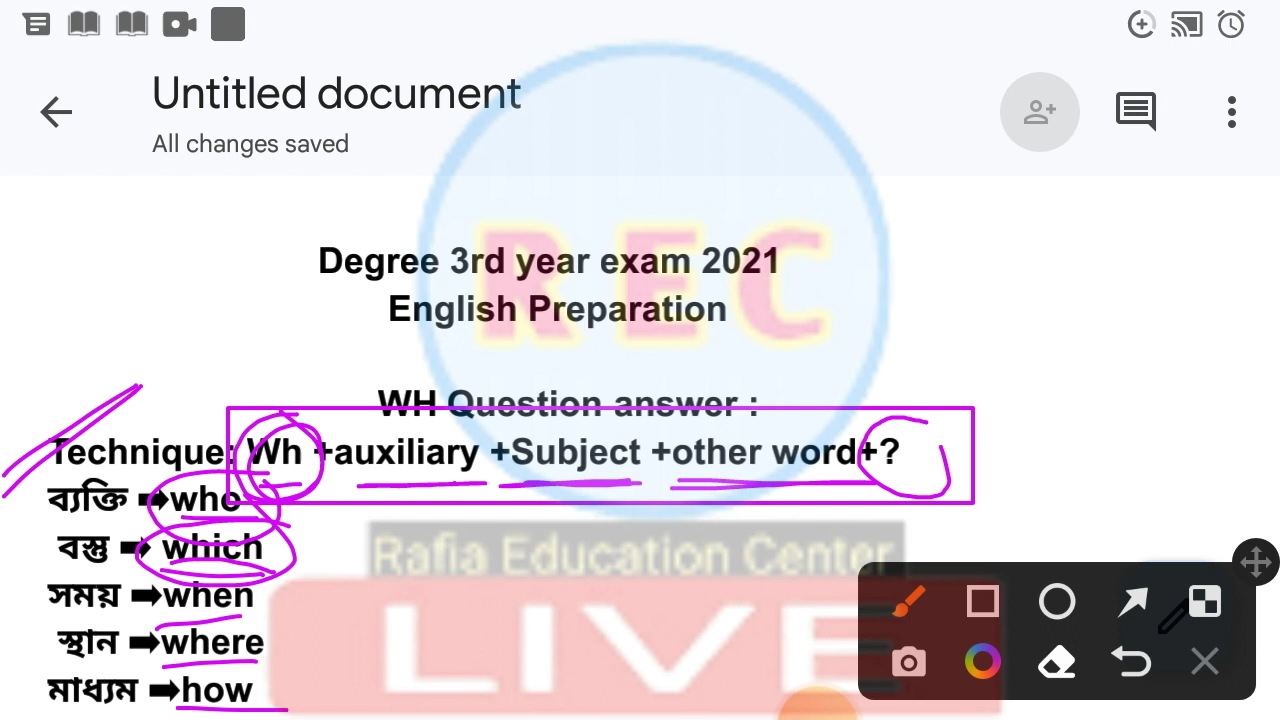 Untitled document
All changes saved
REC
Degree 3rd year exam 2021
English Preparation
WH Question answer :
Technique: Wh +auxiliary +Subject +other word+?
ব্যক্তি ➡who
বস্তু ➡ which
সময় ➡when
স্থান ➡where
মাধ্যম ➡how
Rafia Education Center
LIVE